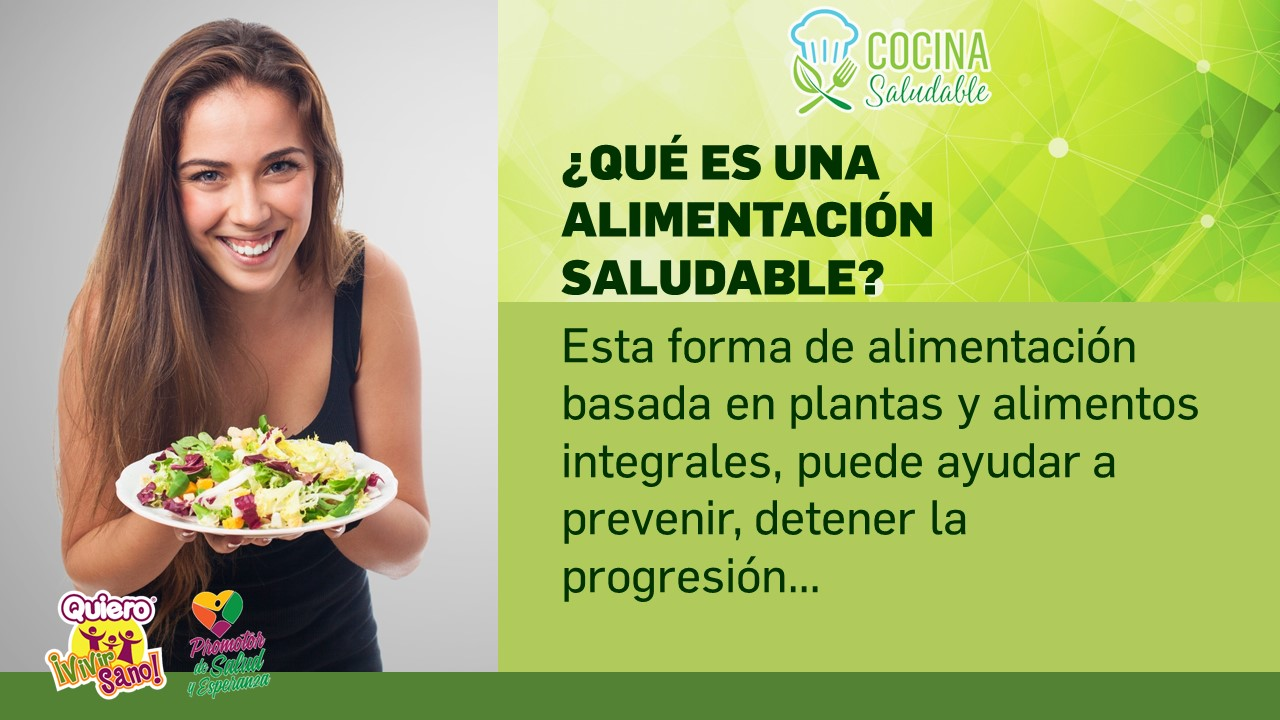 COCINA
Saludable
¿QUÉ ES UNA
ALIMENTACIÓN
SALUDABLE?
Esta forma de alimentación
basada en plantas y alimentos
integrales, puede ayudar a
prevenir, detener la
progresión...
Quiero
¡Vivir
Sano!
Promotor
de Salud
y Esperanza